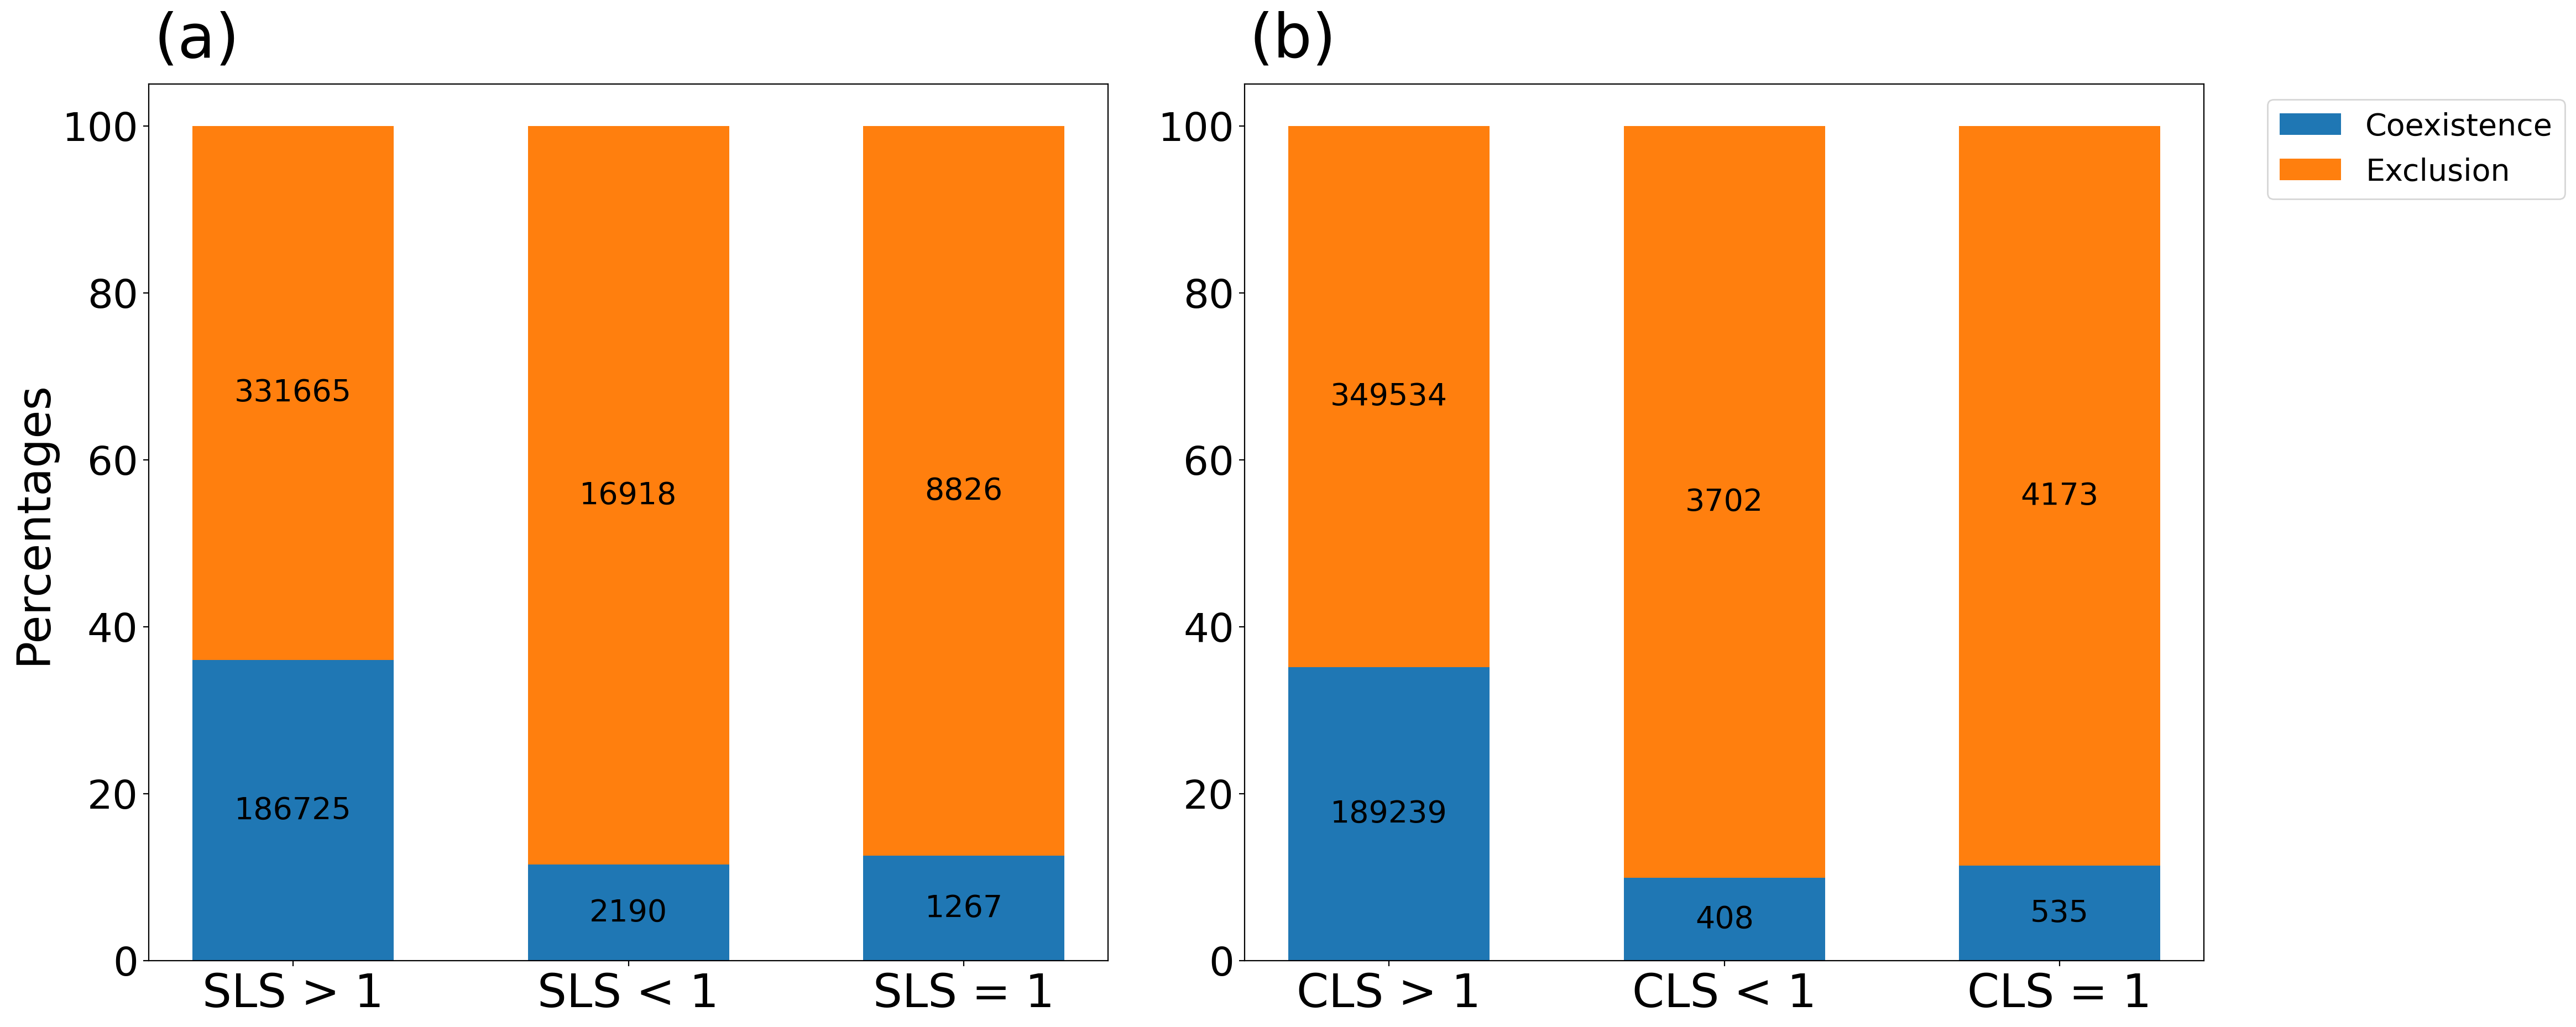 (a)
Percentages
100
80
60
40
20
0
331665
186725
16918
2190
8826
1267
SLS > 1
SLS < 1
SLS = 1
(b)
100
80
60
40
20
0
349534
189239
3702
408
4173
535
CLS > 1
CLS < 1
CLS = 1
Coexistence
Exclusion